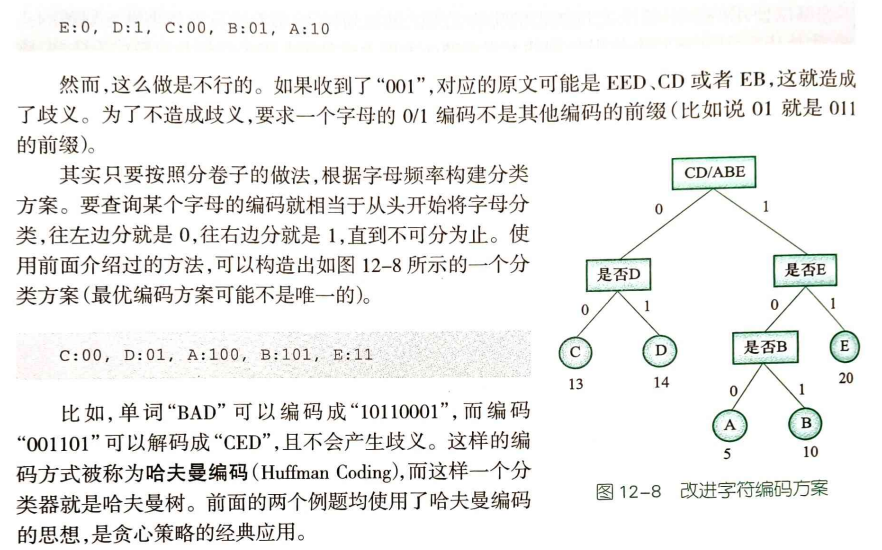 E:0, D:1, C:00, B:01, A:10
然而,这么做是不行的。如果收到了“001”,对应的原文可能是 EED、CD 或者 EB,这就造成
了歧义。为了不造成歧义,要求一个字母的 0/1 编码不是其他编码的前缀(比如说 01 就是 011
的前缀)。
其实只要按照分卷子的做法,根据字母频率构建分类
方案。要查询某个字母的编码就相当于从头开始将字母分
类,往左边分就是 0,往右边分就是 1,直到不可分为止。使
用前面介绍过的方法,可以构造出如图 12-8 所示的一个分
类方案(最优编码方案可能不是唯一的)。
C:00, D:01, A:100, B:101, E:11
比如,单词“BAD”可以编码成“10110001”,而编码
“001101”可以解码成“CED”,且不会产生歧义。这样的编
码方式被称为哈夫曼编码(Huffman Coding),而这样一个分
类器就是哈夫曼树。前面的两个例题均使用了哈夫曼编码
的思想,是贪心策略的经典应用。
CD/ABE
0 1
是否D 是否E
0 1 0 1
C D 是否B E
13 14 20
0 1
A B
5 10
图 12-8 改进字符编码方案